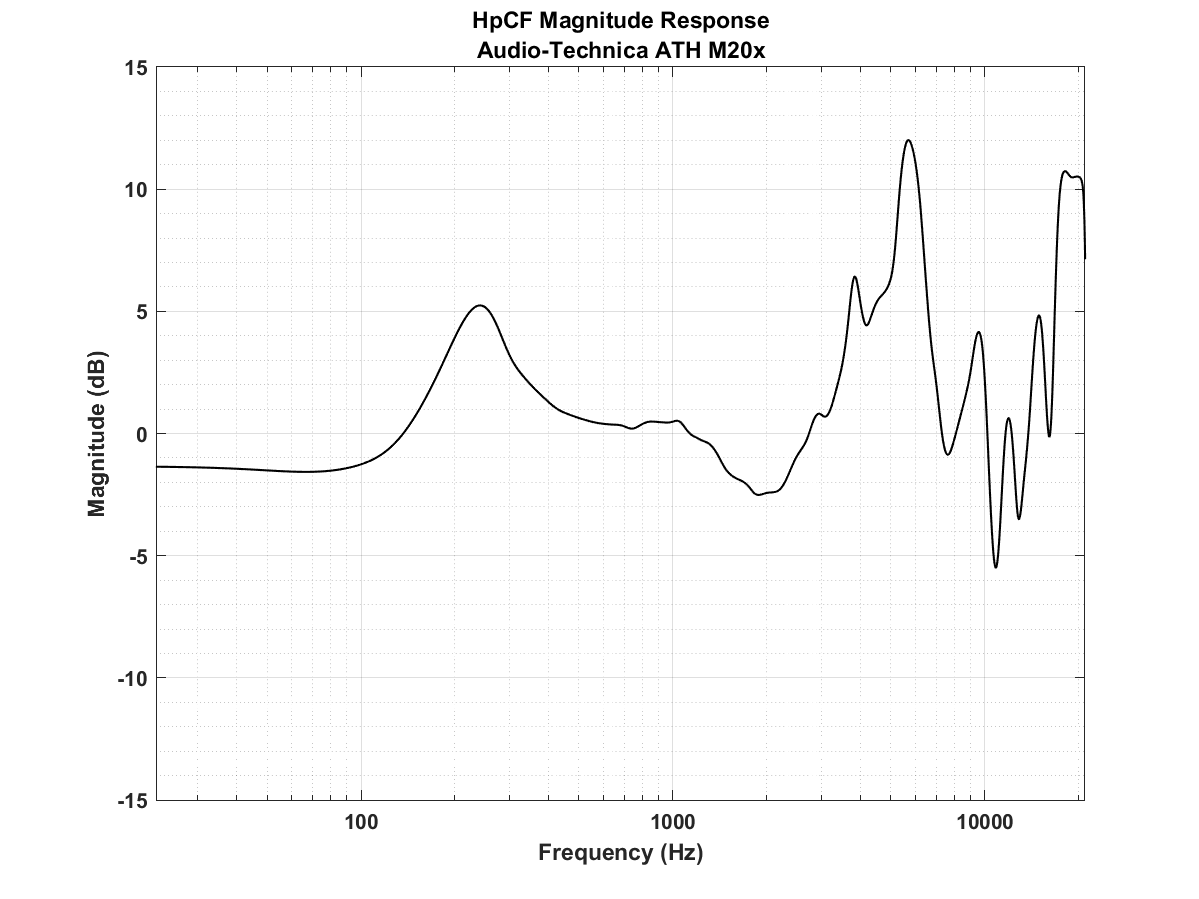 HpCF Magnitude Response
Audio-Technica ATH M20x
15
10
5
0
-5
-10
-15
Magnitude (dB)
100
1000
10000
Frequency (Hz)